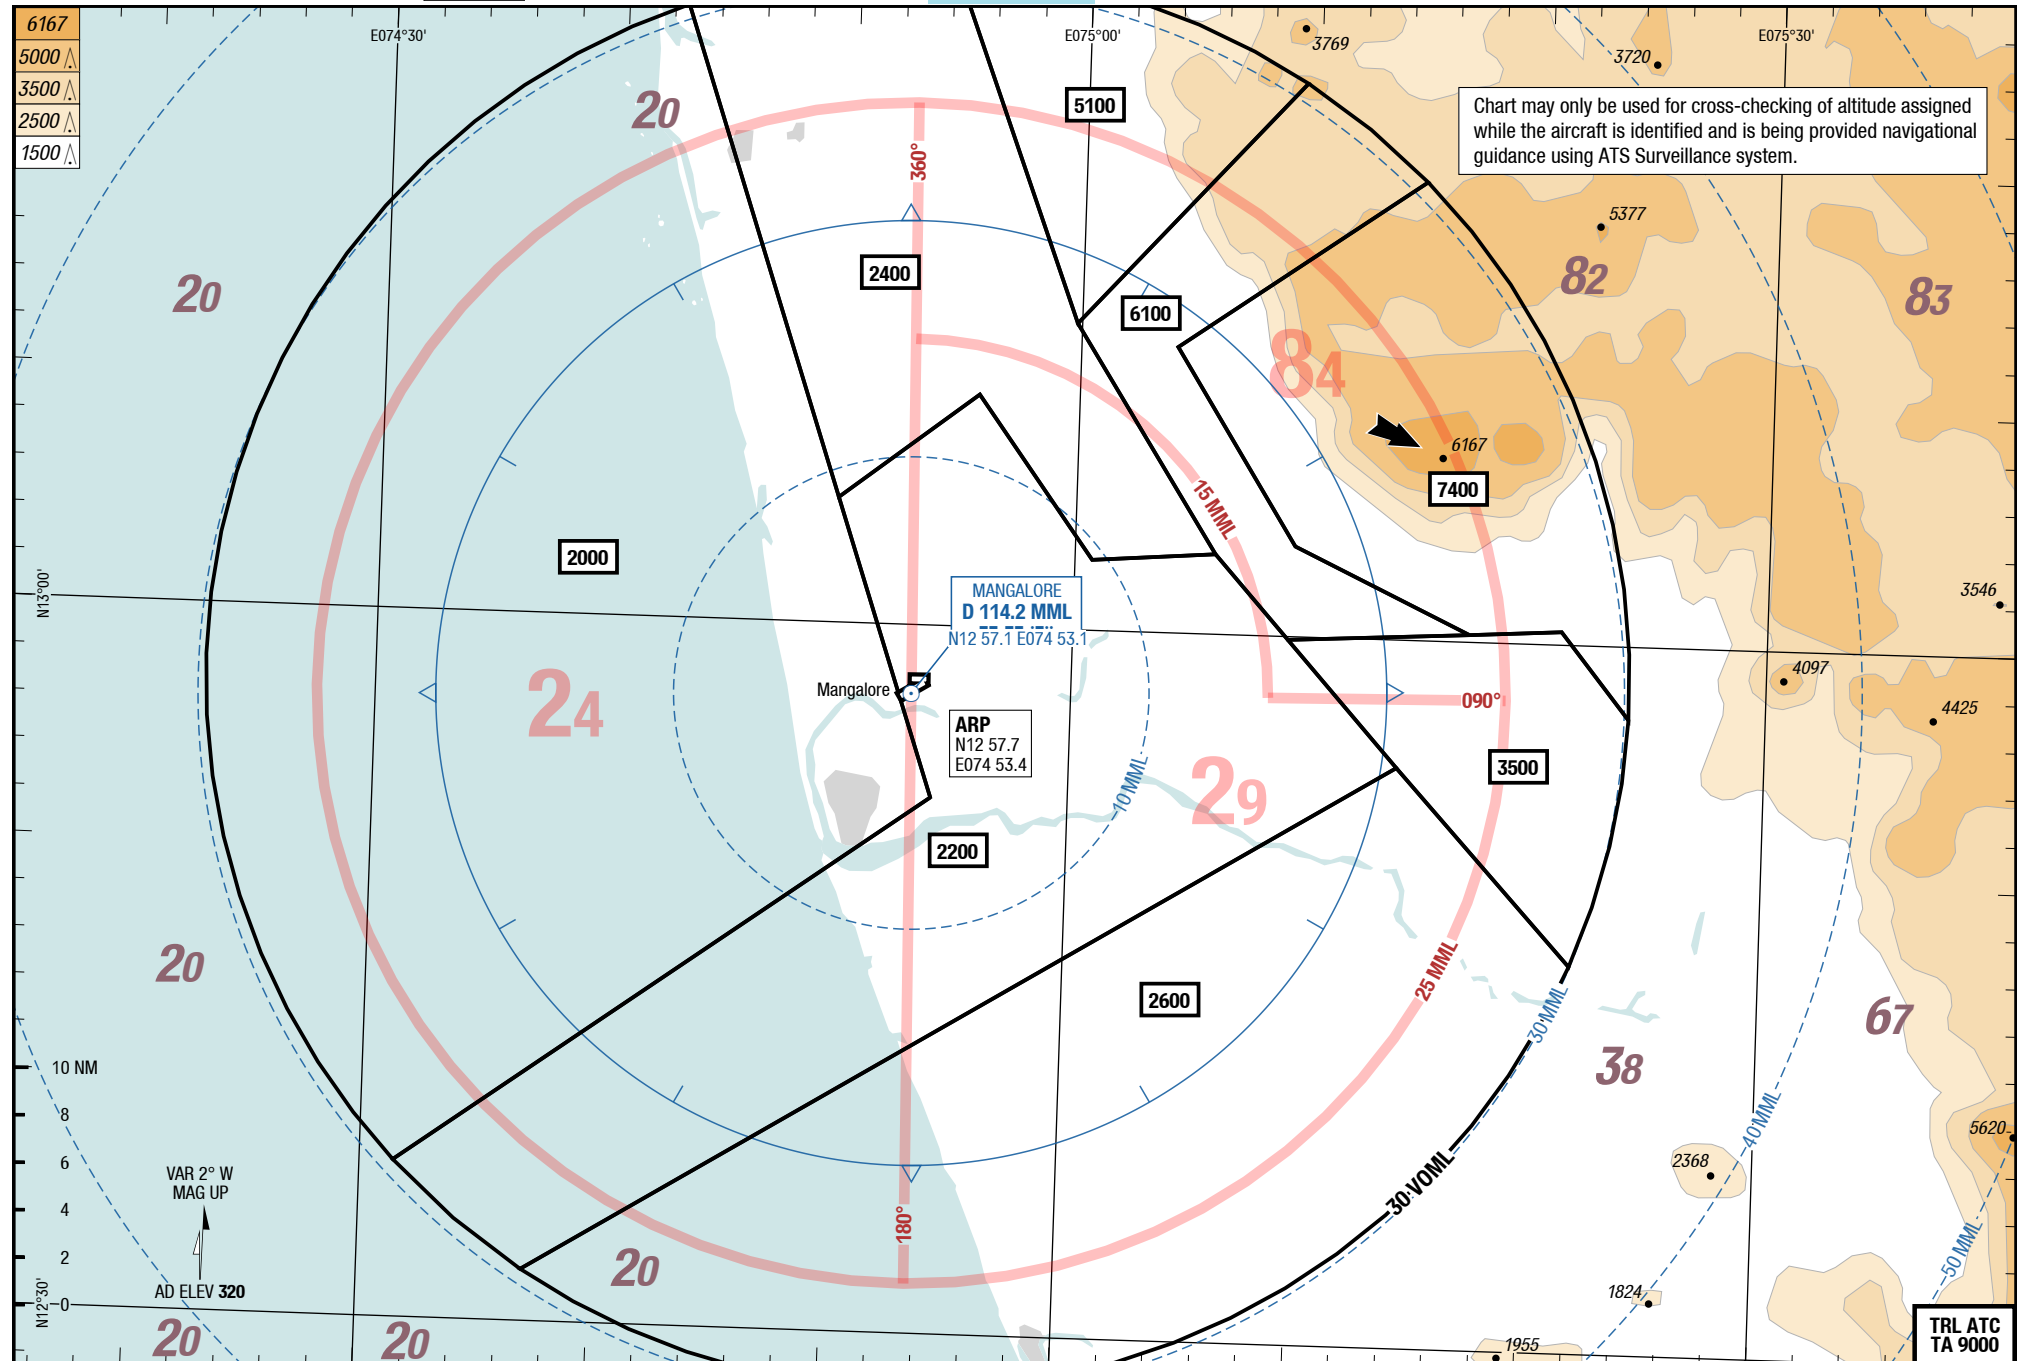 6167
5000
3500
2500
1500
E074°30'
E075°00'
E075°30'
3769
3720
20
5100
Chart may only be used for cross-checking of altitude assigned
while the aircraft is identified and is being provided navigational
guidance using ATS Surveillance system.
360°
5377
20
2400
6100
82
83
84
6167
7400
15 MML
2000
N13°00'
MANGALORE
D 114.2 MML
N12 57.1 E074 53.1
3546
Mangalore
24
090°
4097
4425
ARP
N12 57.7
E074 53.4
10 MML
29
3500
2200
20
25 MML
2600
30 MML
67
38
10 NM
8
6
4
2
0
40 MML
5620
2368
30 VOML
VAR 2° W
MAG UP
180°
50 MML
20
AD ELEV 320
N12°30'
1824
20
20
1955
TRL ATC
TA 9000